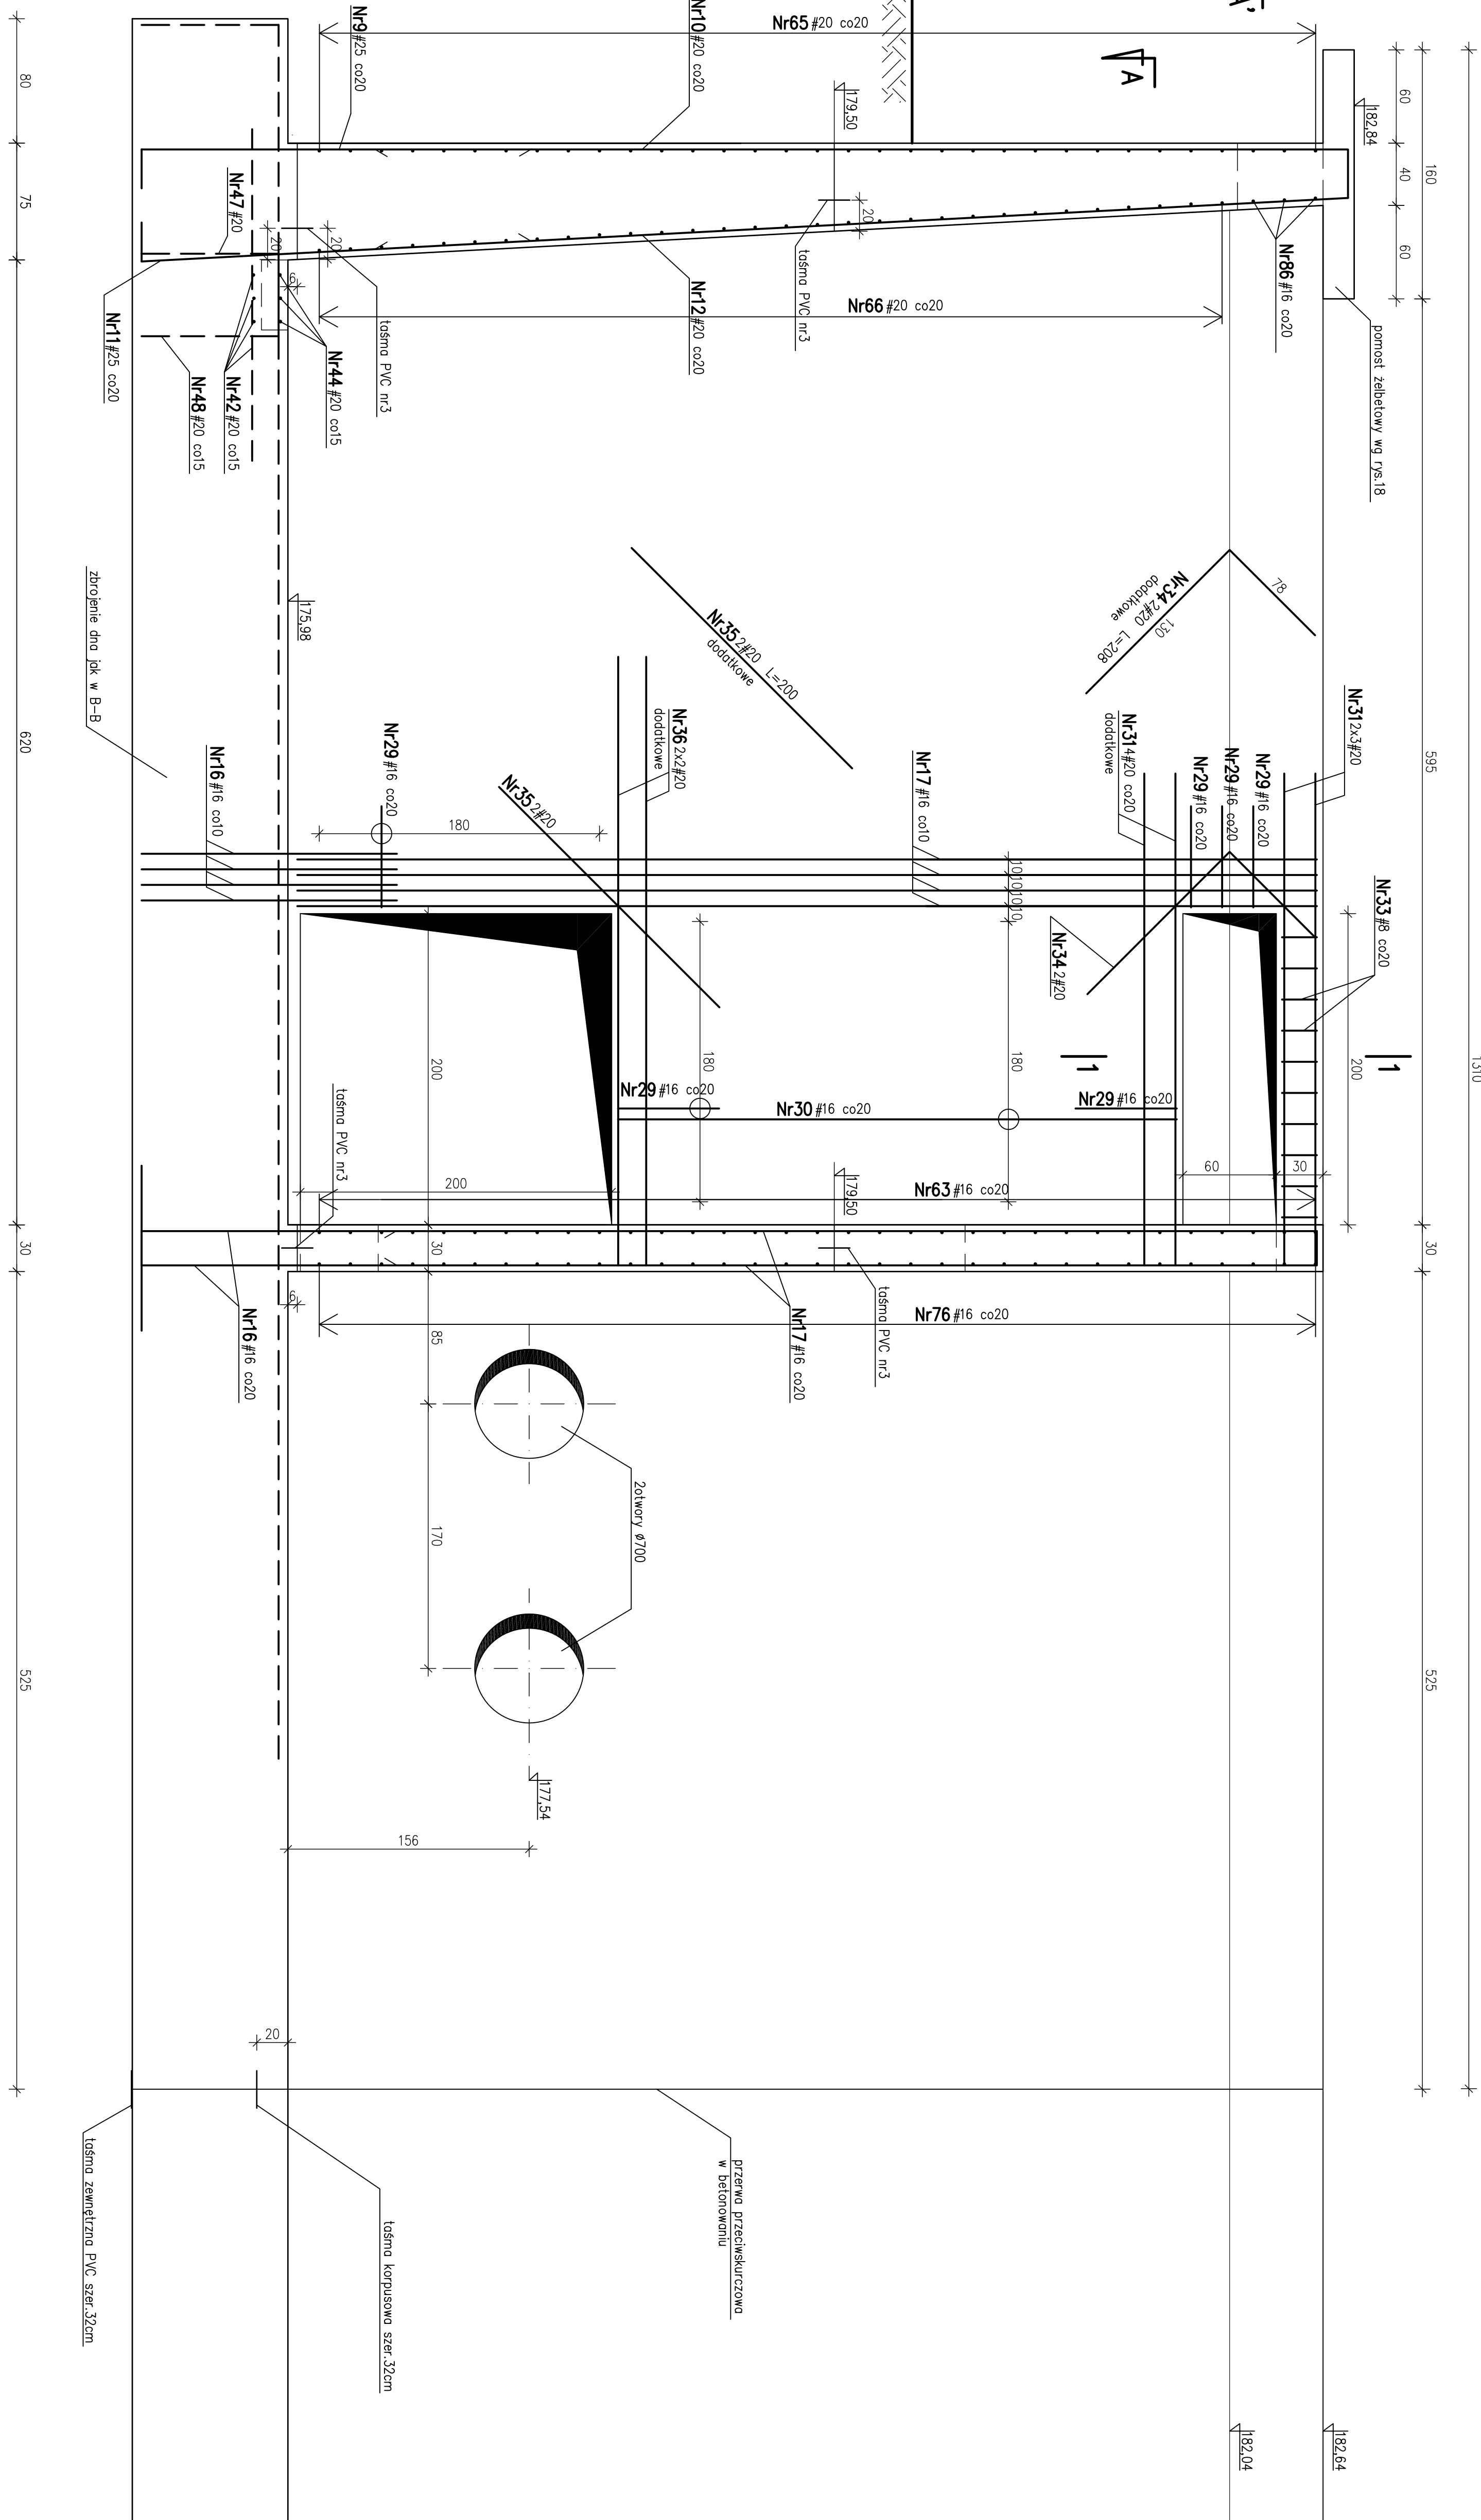 1310
160
595
30
525
60
40
60
182,84
pomost żelbetowy wg rys.18
A
Nr65 #20 co20
Nr9 #25 co20
Nr10 #20 co20
179,50
20
taśma PVC nr3
Nr86 #16 co20
Nr66 #20 co20
Nr12 #20 co20
Nr47 #20
20
20
6
taśma PVC nr3
Nr44 #20 co15
Nr42 #20 co15
Nr48 #20 co15
Nr11 #25 co20
78
Nr34 2#20 L=208
dodatkowe
130
Nr35 2#20 L=200
dodatkowe
175,98
zbrojenie dna jak w B-B
Nr31 2x3#20
Nr31 4#20 co20
dodatkowe
Nr29 #16 co20
Nr29 #16 co20
Nr29 #16 co20
Nr36 2x2#20
dodatkowe
Nr17 #16 co10
Nr29 #16 co20
Nr16 #16 co10
180
Nr35 2#20
10
10
10
10
Nr33 #8 co20
Nr34 2#20
1
1
200
200
180
180
Nr29 #16 co20
Nr30 #16 co20
Nr29 #16 co20
60
30
200
taśma PVC nr3
179,50
Nr63 #16 co20
30
6
Nr76 #16 co20
Nr17 #16 co20
taśma PVC nr3
Nr16 #16 co20
85
170
2otwory ø700
177,54
156
20
przerwa przeciwskurczowa
w betonowaniu
taśma korpusowa szer.32cm
taśma zewnętrzna PVC szer.32cm
182,04
182,64
80
75
620
30
525